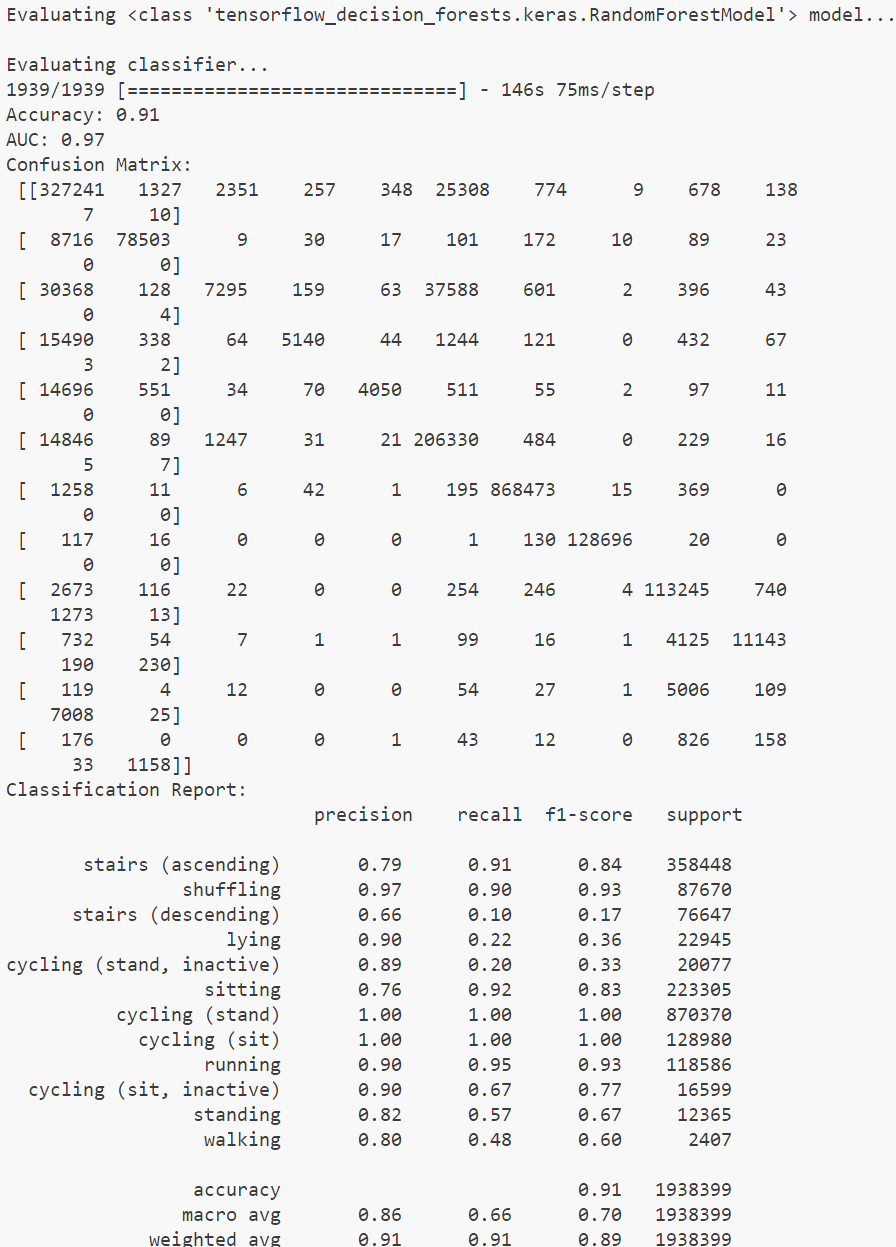 Evaluating <class 'tensorflow_decision_forests.keras.RandomForestModel'> model...
Evaluating classifier...
1939/1939 [==============================] - 146s 75ms/step
Accuracy: 0.91
AUC: 0.97
Confusion Matrix:
[[327241 1327 2351 257 348 25308 774 9 678 138
7 10]
[ 8716 78503 9 30 17 101 172 10 89 23
0 0]
[ 30368 128 7295 159 63 37588 601 2 396 43
0 4]
[ 15490 338 64 5140 44 1244 121 0 432 67
3 2]
[ 14696 551 34 70 4050 511 55 2 97 11
0 0]
[ 14846 89 1247 31 21 206330 484 0 229 16
5 7]
[ 1258 11 6 42 1 195 868473 15 369 0
0 0]
[ 117 16 0 0 0 1 130 128696 20 0
0 0]
[ 2673 116 22 0 0 254 246 4 113245 740
1273 13]
[ 732 54 7 1 1 99 16 1 4125 11143
190 230]
[ 119 4 12 0 0 54 27 1 5006 109
7008 25]
[ 176 0 0 0 1 43 12 0 826 158
33 1158]]
Classification Report:
precision recall f1-score support
stairs (ascending) 0.79 0.91 0.84 358448
shuffling 0.97 0.90 0.93 87670
stairs (descending) 0.66 0.10 0.17 76647
lying 0.90 0.22 0.36 22945
cycling (stand, inactive) 0.89 0.20 0.33 20077
sitting 0.76 0.92 0.83 223305
cycling (stand) 1.00 1.00 1.00 870370
cycling (sit) 1.00 1.00 1.00 128980
running 0.90 0.95 0.93 118586
cycling (sit, inactive) 0.90 0.67 0.77 16599
standing 0.82 0.57 0.67 12365
walking 0.80 0.48 0.60 2407
accuracy 0.91 1938399
macro avg 0.86 0.66 0.70 1938399
weighted avg 0.91 0.91 0.89 1938399